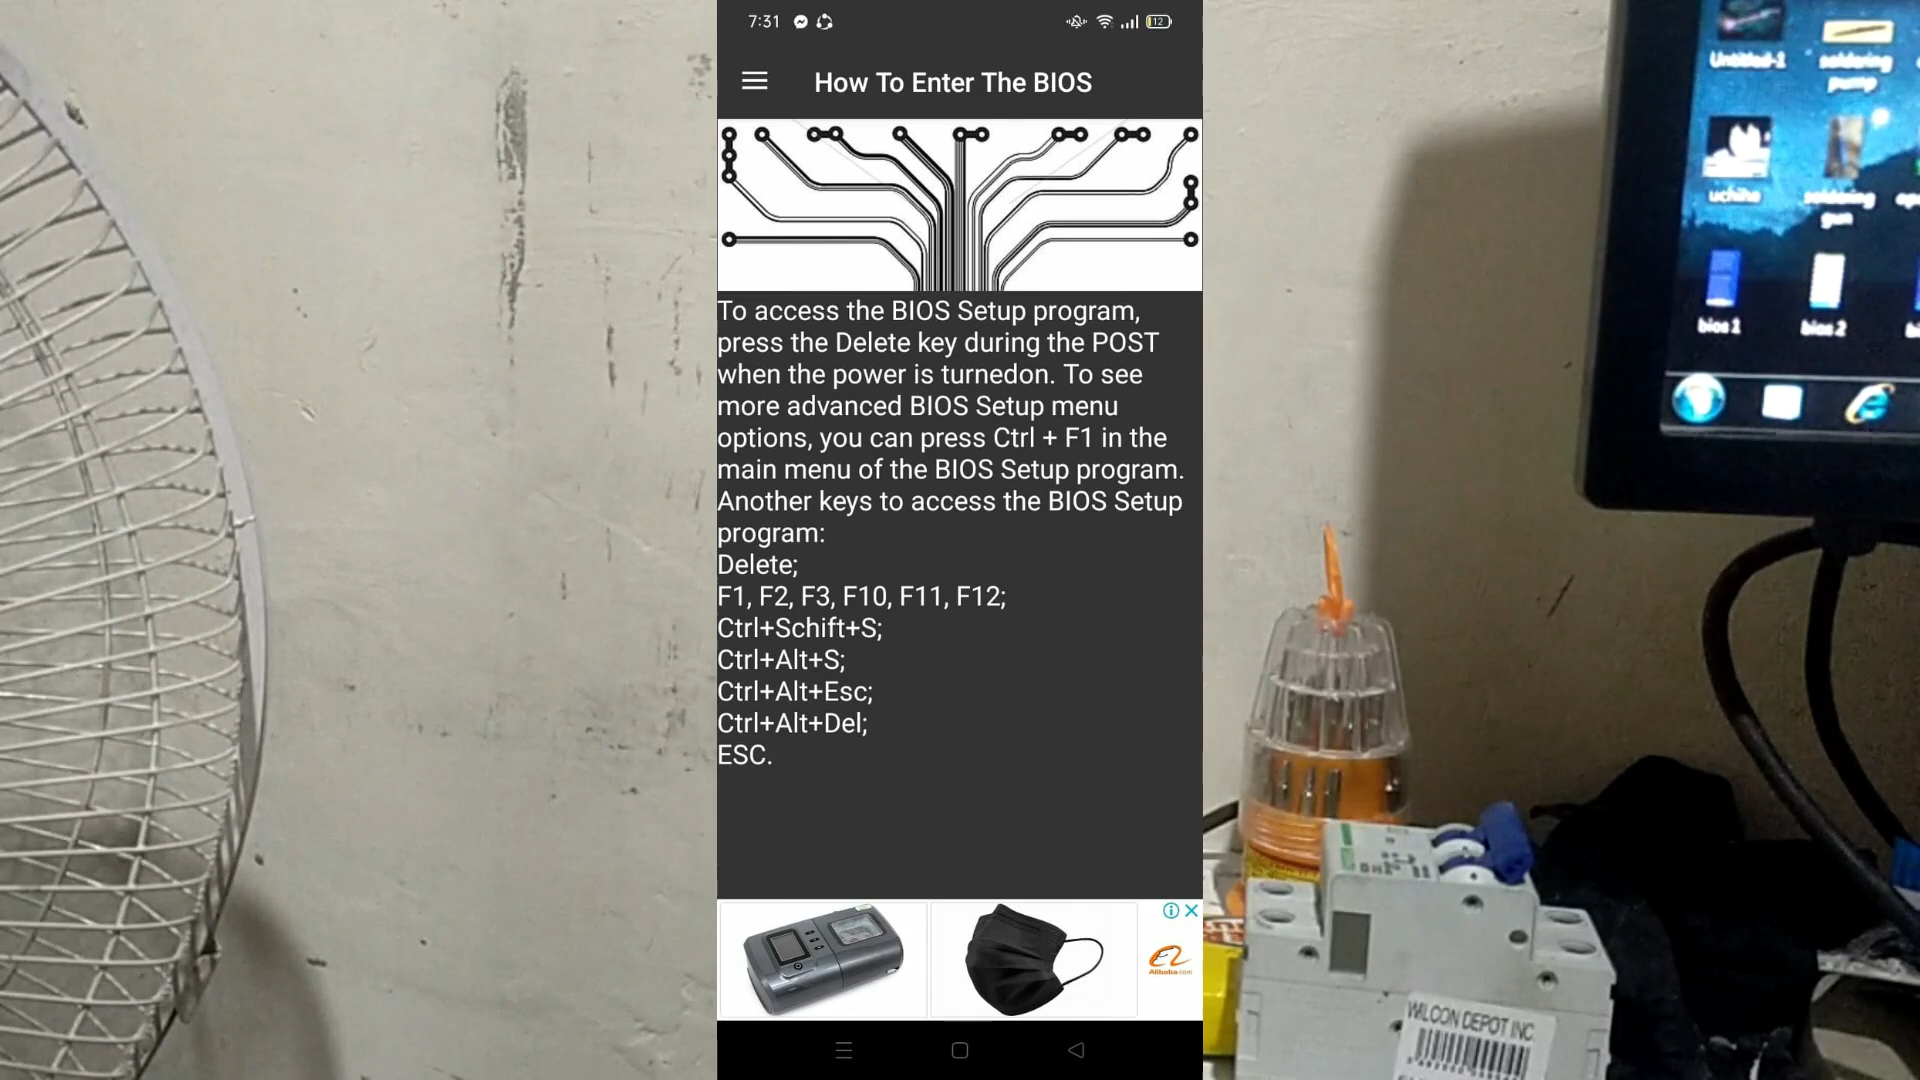 7:31
12
How To Enter The BIOS
To access the BIOS Setup program,
press the Delete key during the POST
when the power is turnedon. To see
more advanced BIOS Setup menu
options, you can press Ctrl + F1 in the
main menu of the BIOS Setup program.
Another keys to access the BIOS Setup
program:
Delete;
F1, F2, F3, F10, F11, F12;
Ctrl+Schift+S;
Ctrl+Alt+S;
Ctrl+Alt+Esc;
Ctrl+Alt+Del;
ESC.
Alibaba.com
Untitled-1
soldering
pump
uchiha
soldering
gun
bios 1
bios 2
WILCON DEPOT INC